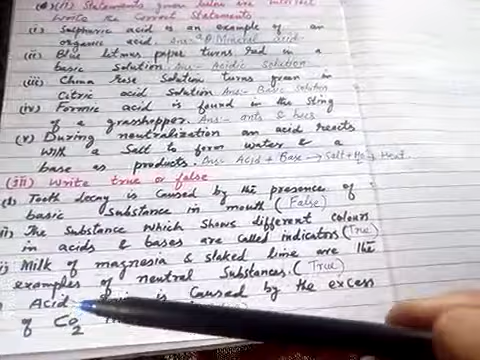 (ii) Statements given below are incorrect
Write the Correct Statements
(i) Sulphuric acid is an example of an
organic acid. Ans - Mineral acid
(ii) Blue litmus paper turns red in a
basic Solution. Ans - Acidic Solution
(iii) China rose Solution turns green in
Citric acid Solution Ans - Basic Solution
(iv) Formic acid is found in the Sting
of a grasshopper. Ans - ants & bees
(v) During neutralization an acid reacts
with a Salt to form water & a
base as products. Ans Acid + Base → Salt + H2O + Heat
(iii) Write true or false
(i) Tooth decay is Caused by the presence of
basic Substance in mouth (False)
ii) The Substance which shows different Colours
in acids & bases are called indicators (True)
Milk of magnesia & slaked lime are the
examples of neutral Substances. (True)
Acid is Caused by the excess
of CO2